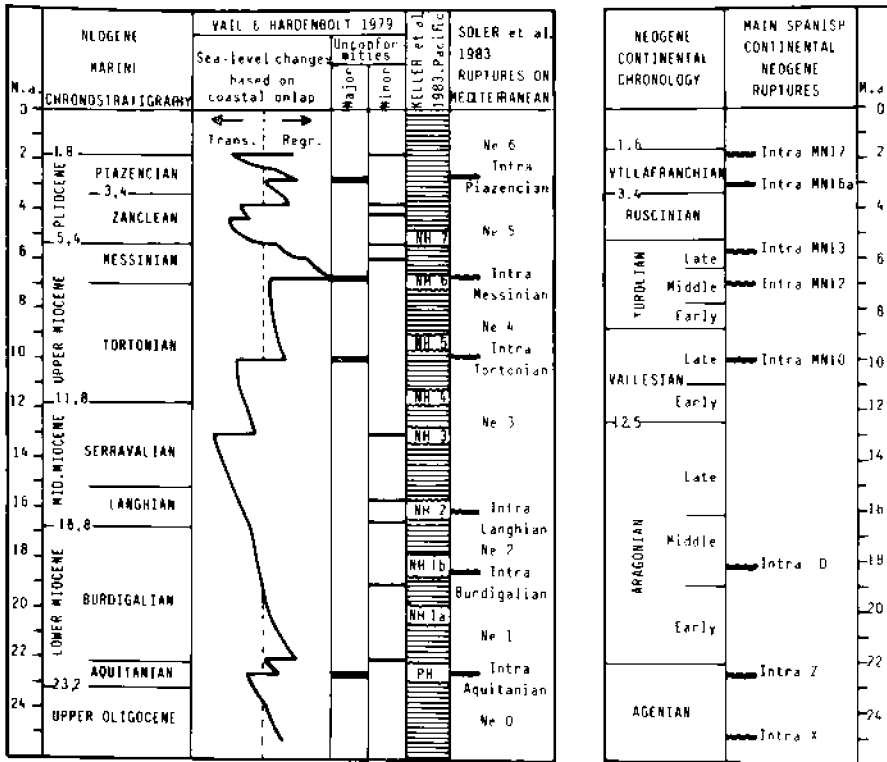 NEOGENE
MARINE
CHRONOSTRATIGRAPHY
M.a
VAIL & HARDENBOLT 1979
Sea-level changes
based on
coastal onlap
Trans. Regr.
Unconfor
mities
Major
Minor
KELLER et al
1983.Pacific
SOLER et al.
1983
RUPTURES ON
MEDITERRANEAN
0
2
4
6
8
10
12
14
16
18
20
22
24
PLIOCENE
UPPER MIOCENE
MID.MIOCENE
LOWER MIOCENE
1.8
PIAZENCIAN
3,4
ZANCLEAN
5,4
MESSINIAN
TORTONIAN
11,8
SERRAVALIAN
LANGHIAN
16,8
BURDIGALIAN
AQUITANIAN
23,2
UPPER OLIGOCENE
NH 7
NH 6
NH 5
NH 4
NH 3
NH 2
NH 1b
NH 1a
PH
Ne 6
Intra
Piazencian
Ne 5
Intra
Messinian
Ne 4
Intra
Tortonian
Ne 3
Intra
Langhian
Ne 2
Intra
Burdigalian
Ne 1
Intra
Aquitanian
Ne 0
NEOGENE
CONTINENTAL
CHRONOLOGY
MAIN SPANISH
CONTINENTAL
NEOGENE
RUPTURES
M.a
1.6
VILLAFRANCHIAN
3.4
RUSCINIAN
TUROLIAN
Late
Middle
Early
VALLESIAN
Late
Early
12.5
ARAGONIAN
Late
Middle
Early
AGENIAN
Intra MN17
Intra MN16a
Intra MN13
Intra MN12
Intra MN10
Intra D
Intra Z
Intra X
0
2
4
6
8
10
12
14
16
18
20
22
24